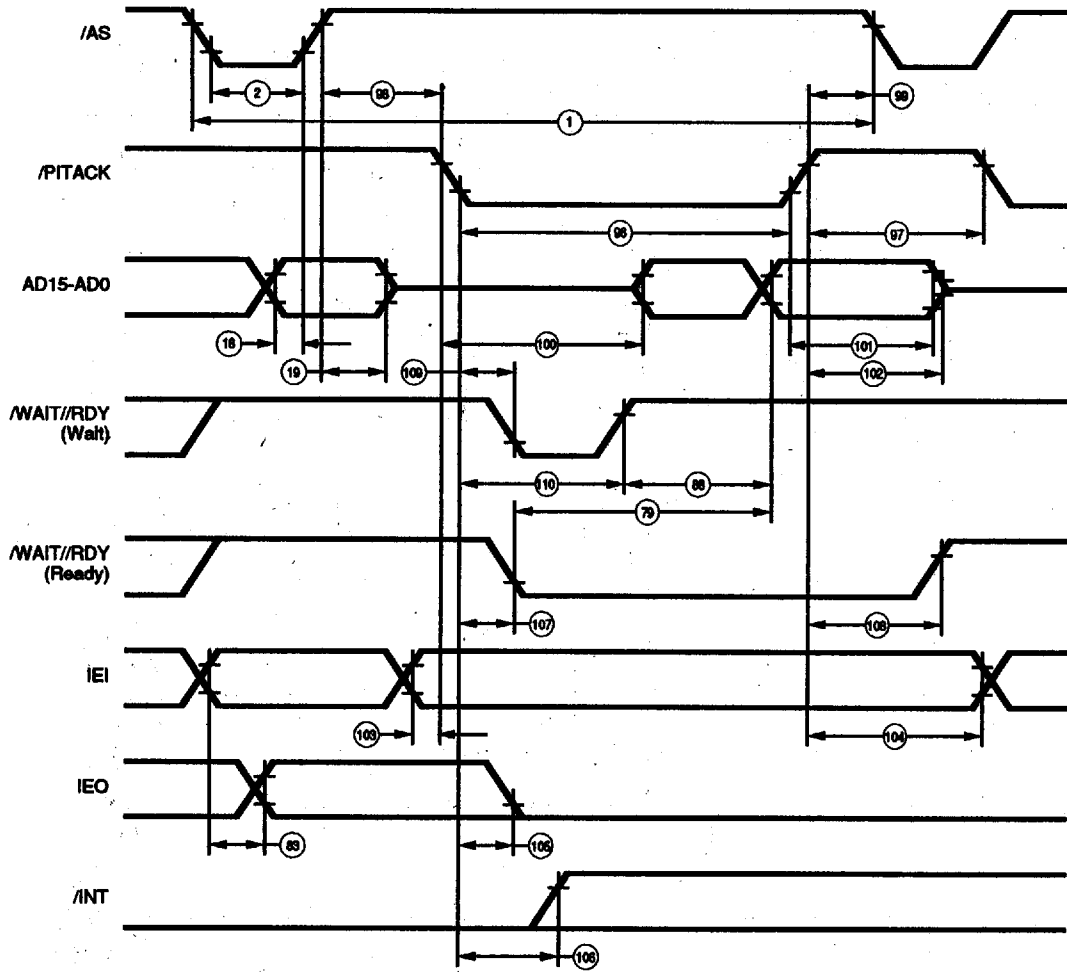 /AS
2
98
99
1
/PITACK
96
97
AD15-AD0
18
100
101
19
109
102
/WAIT//RDY
(Wait)
110
88
79
/WAIT//RDY
(Ready)
107
108
IEI
103
104
IEO
83
105
/INT
106